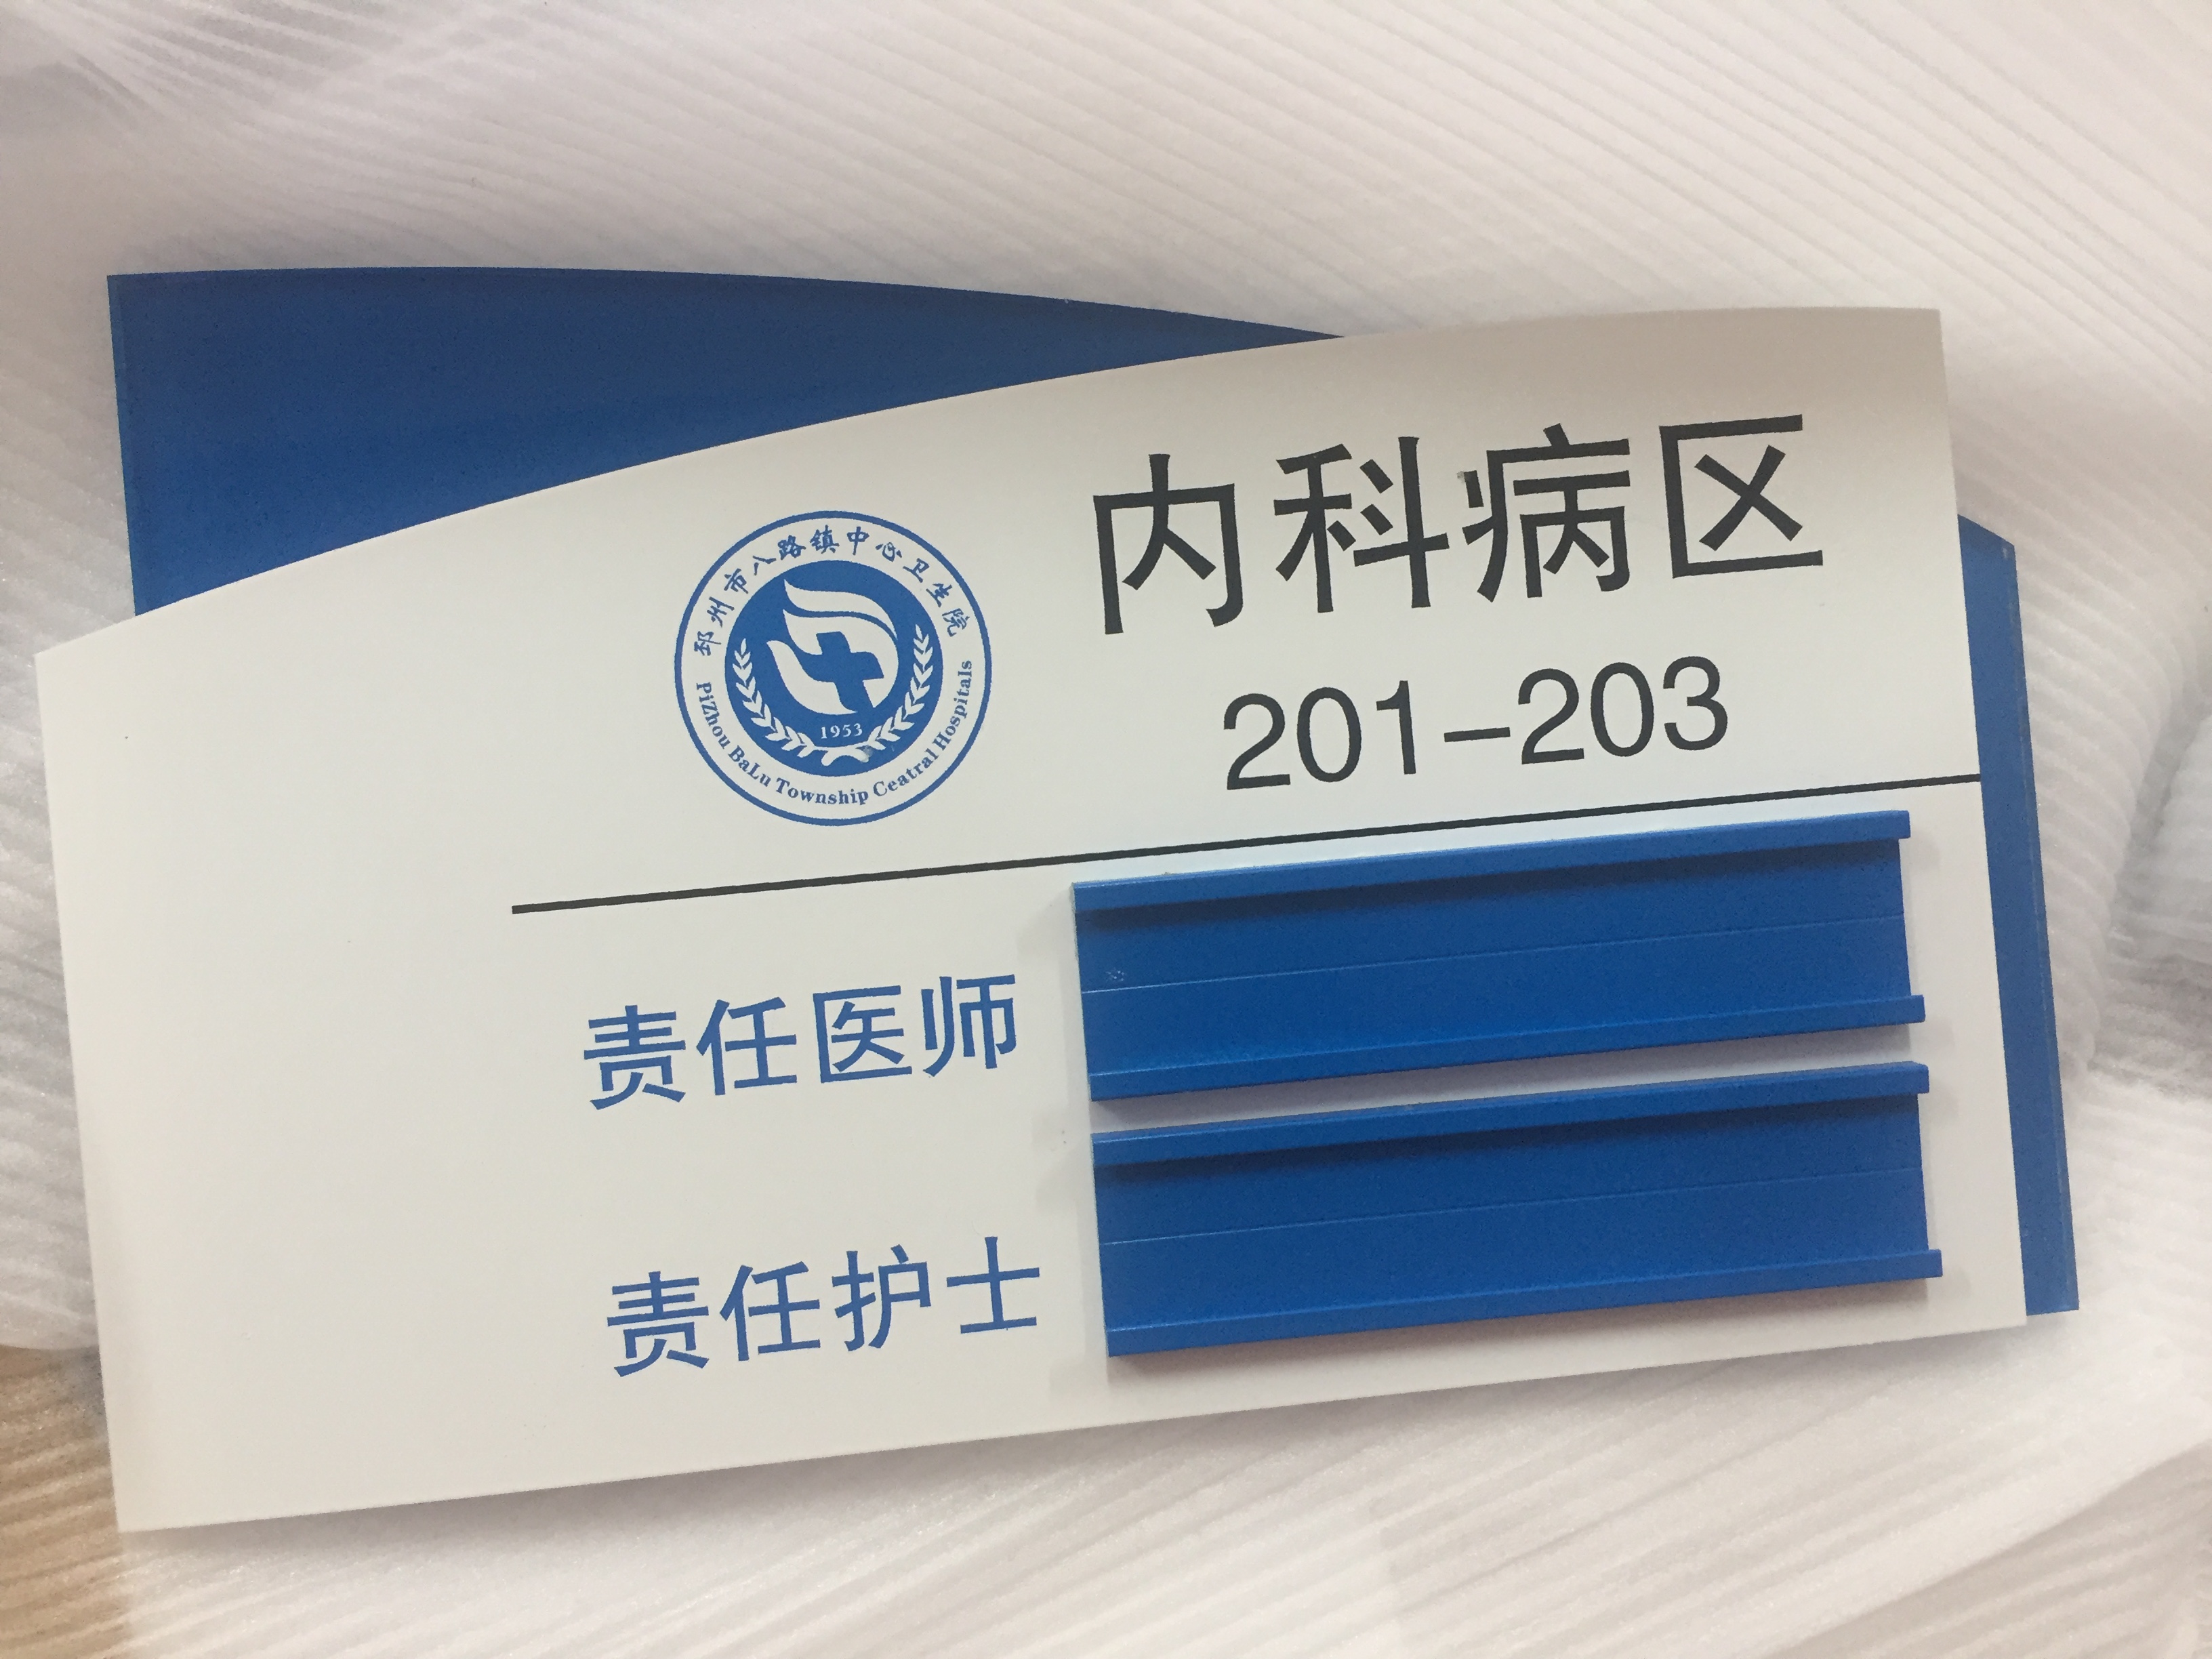 内科病区
201-203
邳州市八路镇中心卫生院
1953
PiZhou BaLu Township Ceatral Hospitals
责任医师
责任护士